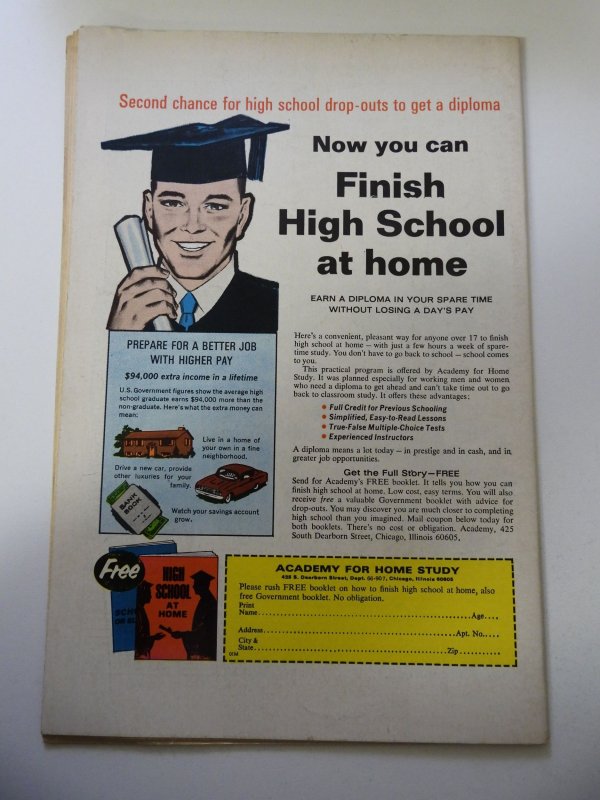 Second chance for high school drop-outs to get a diploma
Now you can
Finish
High School
at home
EARN A DIPLOMA IN YOUR SPARE TIME
WITHOUT LOSING A DAY'S PAY
PREPARE FOR A BETTER JOB
WITH HIGHER PAY
$94,000 extra income in a lifetime
U.S. Government figures show the average high
school graduate earns $94,000 more than the
non-graduate. Here's what the extra money can
mean:
Live in a home of
your own in a fine
neighborhood.
Drive a new car, provide
other luxuries for your
family.
BANK
BOOK
Watch your savings account
grow.
Here's a convenient, pleasant way for anyone over 17 to finish
high school at home – with just a few hours a week of spare-
time study. You don't have to go back to school – school comes
to you.
This practical program is offered by Academy for Home
Study. It was planned especially for working men and women
who need a diploma to get ahead and can't take time out to go
back to classroom study. It offers these advantages:
• Full Credit for Previous Schooling
• Simplified, Easy-to-Read Lessons
• True-False Multiple-Choice Tests
• Experienced Instructors
A diploma means a lot today – in prestige and in cash, and in
greater job opportunities.
Get the Full Story—FREE
Send for Academy's FREE booklet. It tells you how you can
finish high school at home. Low cost, easy terms. You will also
receive free a valuable Government booklet with advice for
drop-outs. You may discover you are much closer to completing
high school than you imagined. Mail coupon below today for
both booklets. There's no cost or obligation. Academy, 425
South Dearborn Street, Chicago, Illinois 60605.
Free
HIGH
SCHOOL
AT
HOME
ACADEMY FOR HOME STUDY
425 S. Dearborn Street, Dept. 66-907, Chicago, Illinois 60605
Please rush FREE booklet on how to finish high school at home, also
free Government booklet. No obligation.
Print
Name Age
Address Apt. No.
City &
State Zip